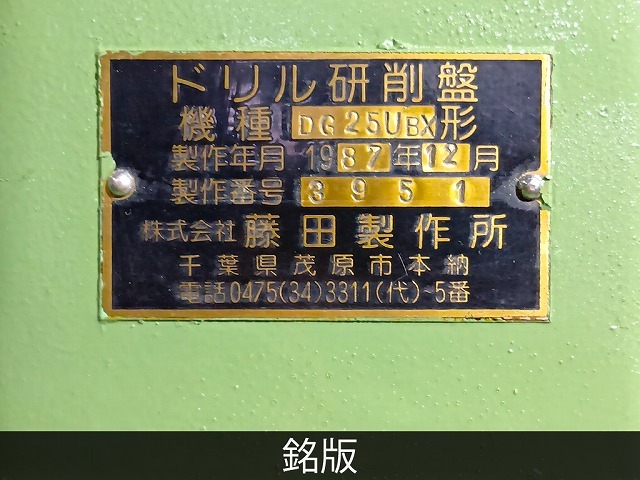 ドリル研削盤
機種 DG25UBX形
製作年月 1987年12月
製作番号 3951
株式会社 藤田製作所
千葉県茂原市本納
電話0475(34)3311(代)~5番
銘版